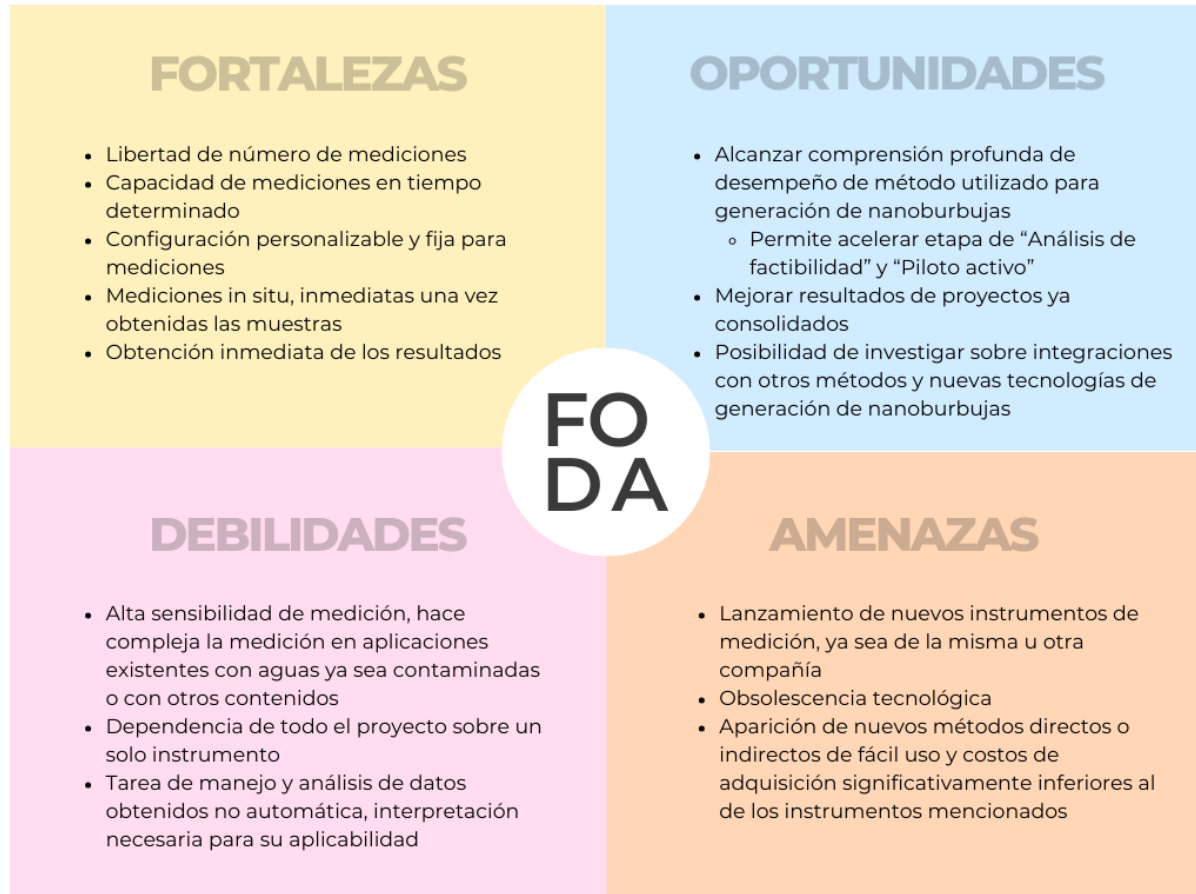 FORTALEZAS
• Libertad de número de mediciones
• Capacidad de mediciones en tiempo
determinado
• Configuración personalizable y fija para
mediciones
• Mediciones in situ, inmediatas una vez
obtenidas las muestras
• Obtención inmediata de los resultados
OPORTUNIDADES
• Alcanzar comprensión profunda de
desempeño de método utilizado para
generación de nanoburbujas
◦ Permite acelerar etapa de “Análisis de
factibilidad” y “Piloto activo”
• Mejorar resultados de proyectos ya
consolidados
• Posibilidad de investigar sobre integraciones
con otros métodos y nuevas tecnologías de
generación de nanoburbujas
FO
DA
DEBILIDADES
• Alta sensibilidad de medición, hace
compleja la medición en aplicaciones
existentes con aguas ya sea contaminadas
o con otros contenidos
• Dependencia de todo el proyecto sobre un
solo instrumento
• Tarea de manejo y análisis de datos
obtenidos no automática, interpretación
necesaria para su aplicabilidad
AMENAZAS
• Lanzamiento de nuevos instrumentos de
medición, ya sea de la misma u otra
compañía
• Obsolescencia tecnológica
• Aparición de nuevos métodos directos o
indirectos de fácil uso y costos de
adquisición significativamente inferiores al
de los instrumentos mencionados